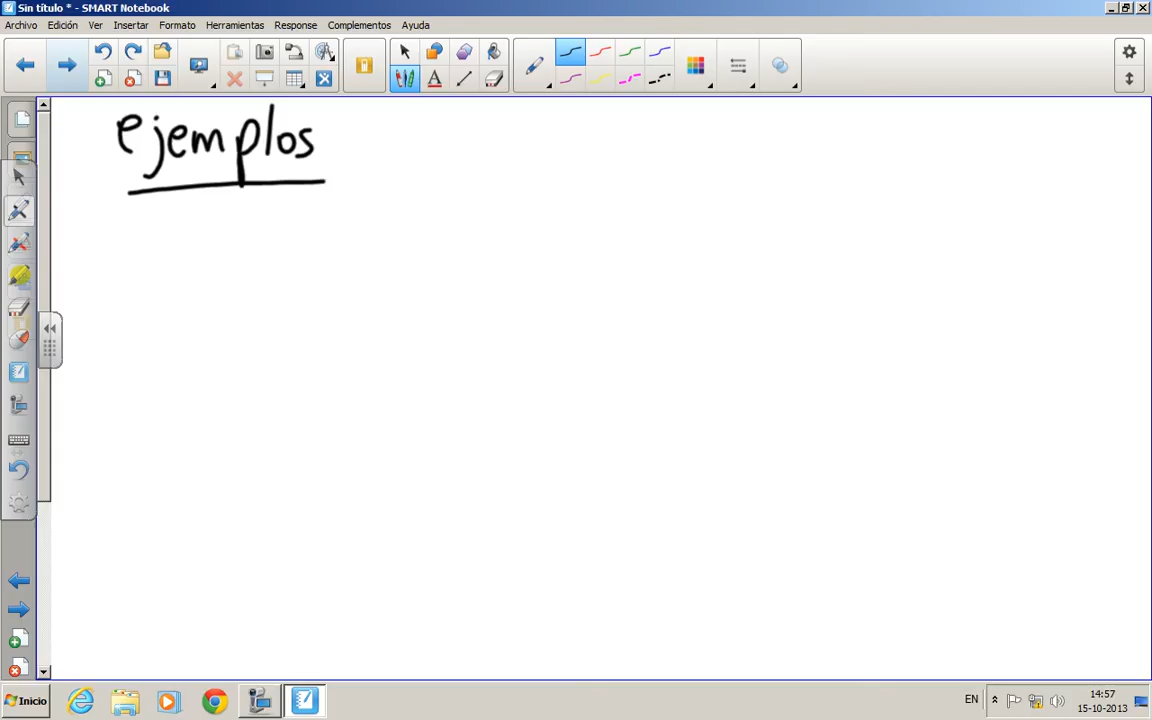 Sin título * - SMART Notebook
Archivo Edición Ver Insertar Formato Herramientas Response Complementos Ayuda
ejemplos
Inicio
EN
14:57
15-10-2013